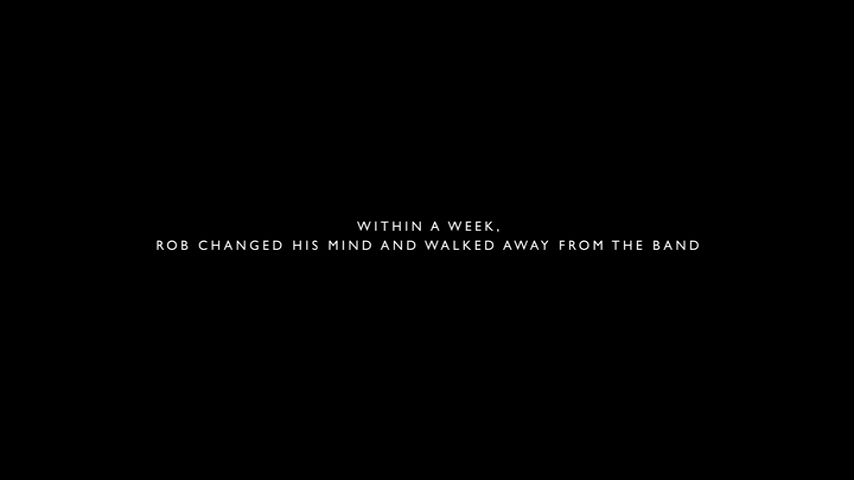 WITHIN A WEEK,
ROB CHANGED HIS MIND AND WALKED AWAY FROM THE BAND